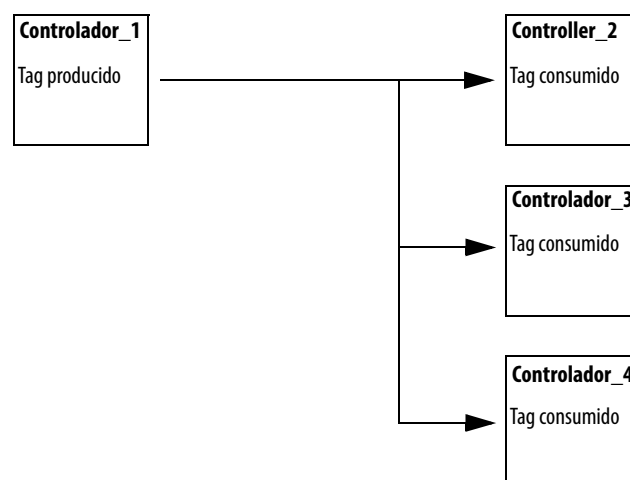 Controlador_1
Tag producido
Controller_2
Tag consumido
Controlador_3
Tag consumido
Controlador_4
Tag consumido